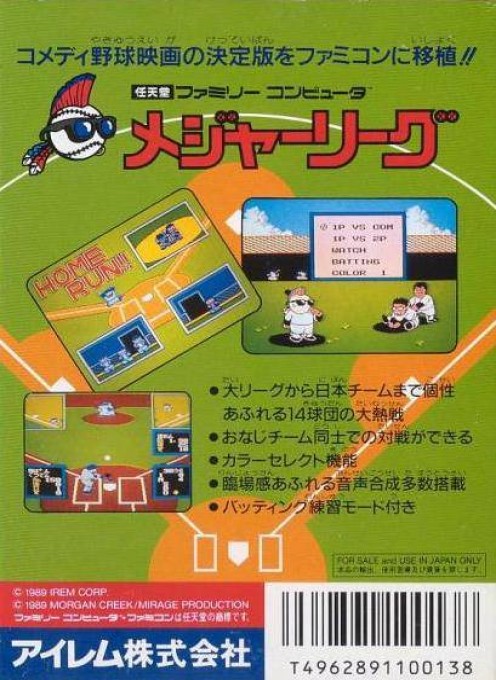 コメディ野球映画の決定版をファミコンに移植!!
任天堂 ファミリー コンピュータ™
メジャーリーグ
HOME
RUN!!!
1P VS COM
1P VS 2P
WATCH
BATTING
COLOR 1
●大リーグから日本チームまで個性
あふれる14球団の大熱戦
●おなじチーム同士での対戦ができる
●カラーセレクト機能
●臨場感あふれる音声合成多数搭載
●バッティング練習モード付き
FOR SALE and USE IN JAPAN ONLY
© 1989 IREM CORP.
© 1989 MORGAN CREEK/MIRAGE PRODUCTION
ファミリー コンピュータ・ファミコンは任天堂の商標です。
アイレム株式会社
T4962891100138